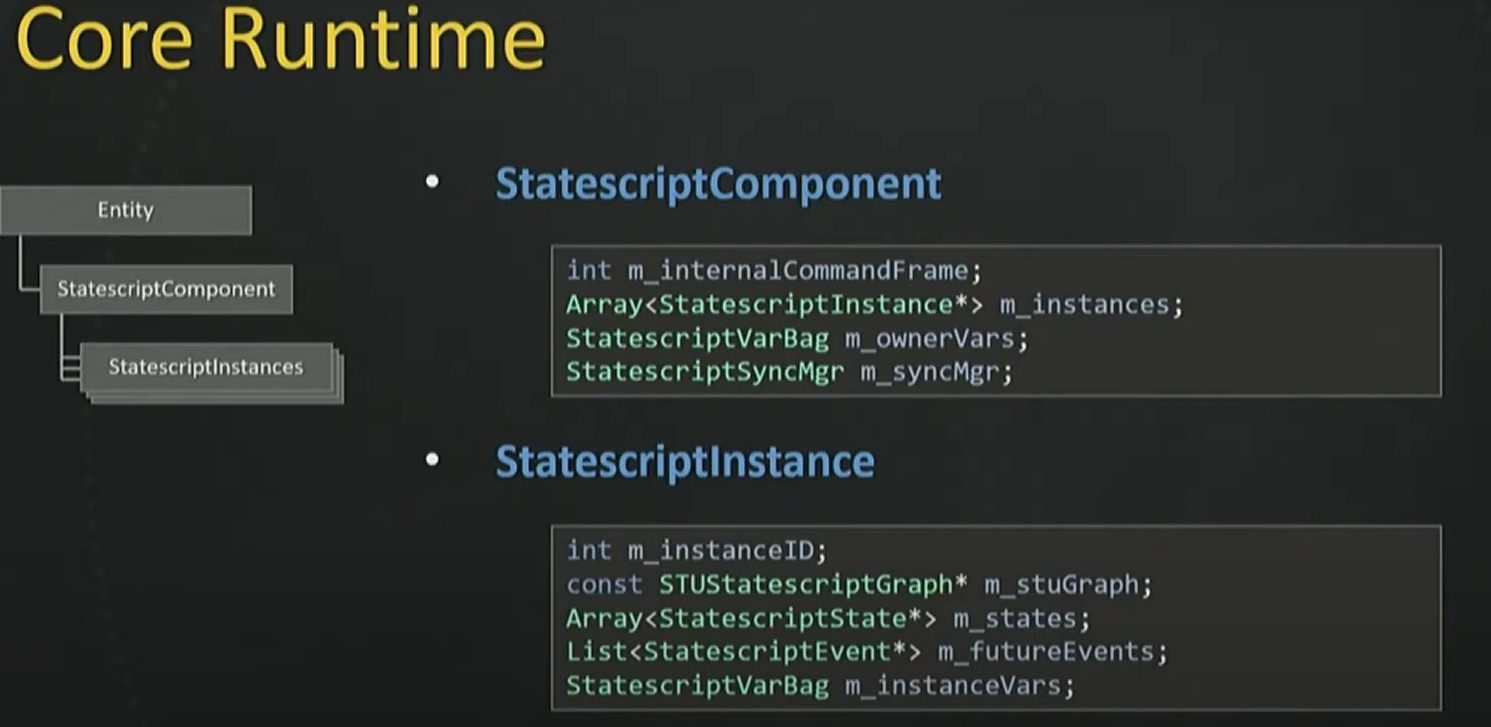 Core Runtime
Entity
StatescriptComponent
StatescriptInstances
• StatescriptComponent
int m_internalCommandFrame;
Array<StatescriptInstance*> m_instances;
StatescriptVarBag m_ownerVars;
StatescriptSyncMgr m_syncMgr;
• StatescriptInstance
int m_instanceID;
const STUStatescriptGraph* m_stuGraph;
Array<StatescriptState*> m_states;
List<StatescriptEvent*> m_futureEvents;
StatescriptVarBag m_instanceVars;